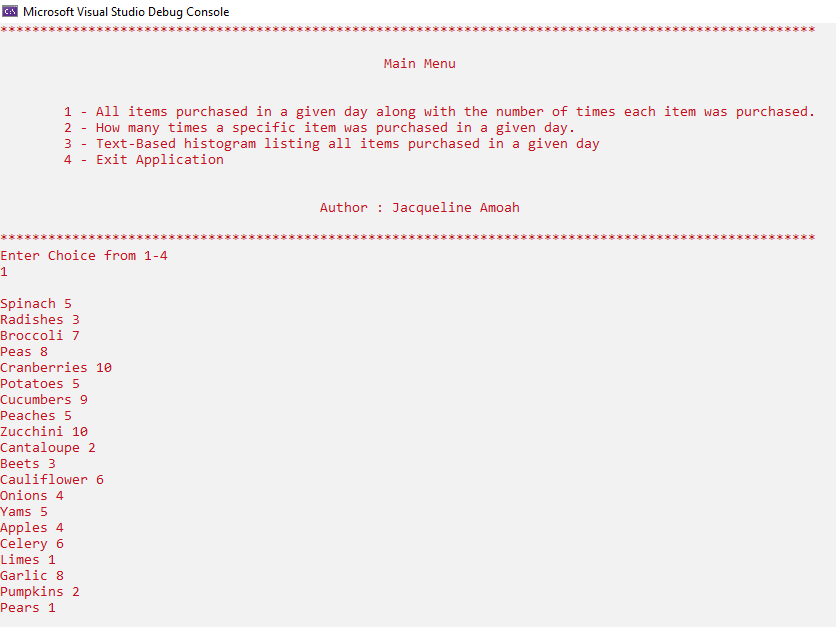 Microsoft Visual Studio Debug Console
******************************************************************************************************
Main Menu
1 - All items purchased in a given day along with the number of times each item was purchased.
2 - How many times a specific item was purchased in a given day.
3 - Text-Based histogram listing all items purchased in a given day
4 - Exit Application
Author : Jacqueline Amoah
******************************************************************************************************
Enter Choice from 1-4
1
Spinach 5
Radishes 3
Broccoli 7
Peas 8
Cranberries 10
Potatoes 5
Cucumbers 9
Peaches 5
Zucchini 10
Cantaloupe 2
Beets 3
Cauliflower 6
Onions 4
Yams 5
Apples 4
Celery 6
Limes 1
Garlic 8
Pumpkins 2
Pears 1